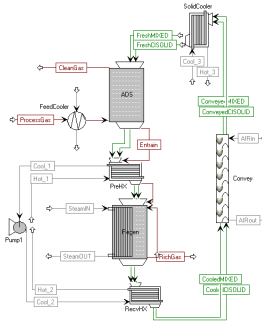 SolidCooler
FreshMIXED
FreshCISOLID
CleanGas
ADS
Cool_3
Hot_3
FeedCooler
ConveyedMIXED
ConveyedCISOLID
ProcessGas
Entrain
AIRin
Cool_1
Hot_1
PreHX
Convey
SteamIN
Pump1
Regen
AIRout
SteamOUT
RichGas
CooledMIXED
CISOLID
Hot_2
Cool_2
RecvHX